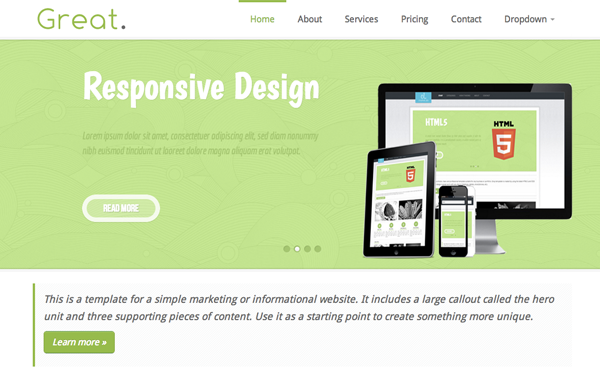 Great.
Home About Services Pricing Contact Dropdown
Responsive Design
Lorem ipsum dolor sit amet, consectetuer adipiscing elit, sed diam nonummy
nibh euismod tincidunt ut laoreet dolore magna aliquam erat volutpat.
READ MORE
HTML5
HTML
5
This is a template for a simple marketing or informational website. It includes a large callout called the hero
unit and three supporting pieces of content. Use it as a starting point to create something more unique.
Learn more »